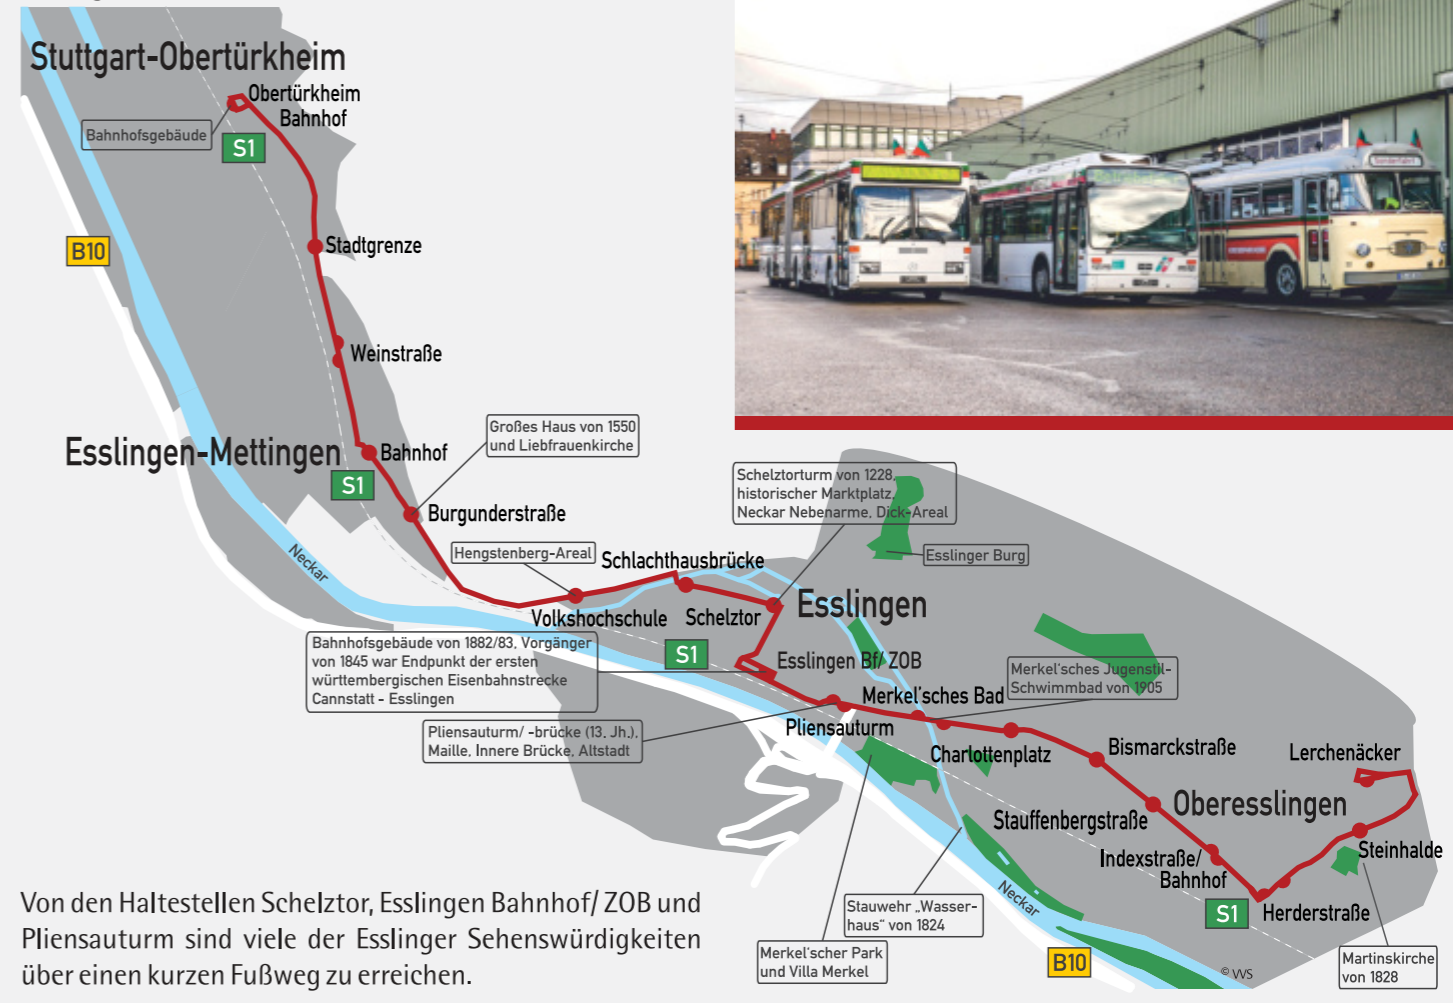 Stuttgart-Obertürkheim
Obertürkheim
Bahnhof
Bahnhofsgebäude
S1
B10
Stadtgrenze
Weinstraße
Esslingen-Mettingen
Bahnhof
S1
Großes Haus von 1550
und Liebfrauenkirche
Burgunderstraße
Neckar
Hengstenberg-Areal
Schlachthausbrücke
Volkshochschule
Schelztor
Schelztorturm von 1228,
historischer Marktplatz,
Neckar Nebenarme, Dick-Areal
Esslinger Burg
Esslingen
S1
Esslingen Bf/ ZOB
Bahnhofsgebäude von 1882/83, Vorgänger
von 1845 war Endpunkt der ersten
württembergischen Eisenbahnstrecke
Cannstatt - Esslingen
Merkel'sches Jugenstil-
Schwimmbad von 1905
Merkel'sches Bad
Pliensauturm
Pliensauturm/ -brücke (13. Jh.),
Maille, Innere Brücke, Altstadt
Charlottenplatz
Bismarckstraße
Lerchenäcker
Oberesslingen
Stauffenbergstraße
Steinhalde
Indexstraße/
Bahnhof
S1
Herderstraße
Neckar
Stauwehr „Wasser-
haus“ von 1824
Merkel'scher Park
und Villa Merkel
B10
Martinskirche
von 1828
© VVS
Sonderfahrt
Von den Haltestellen Schelztor, Esslingen Bahnhof/ ZOB und
Pliensauturm sind viele der Esslinger Sehenswürdigkeiten
über einen kurzen Fußweg zu erreichen.